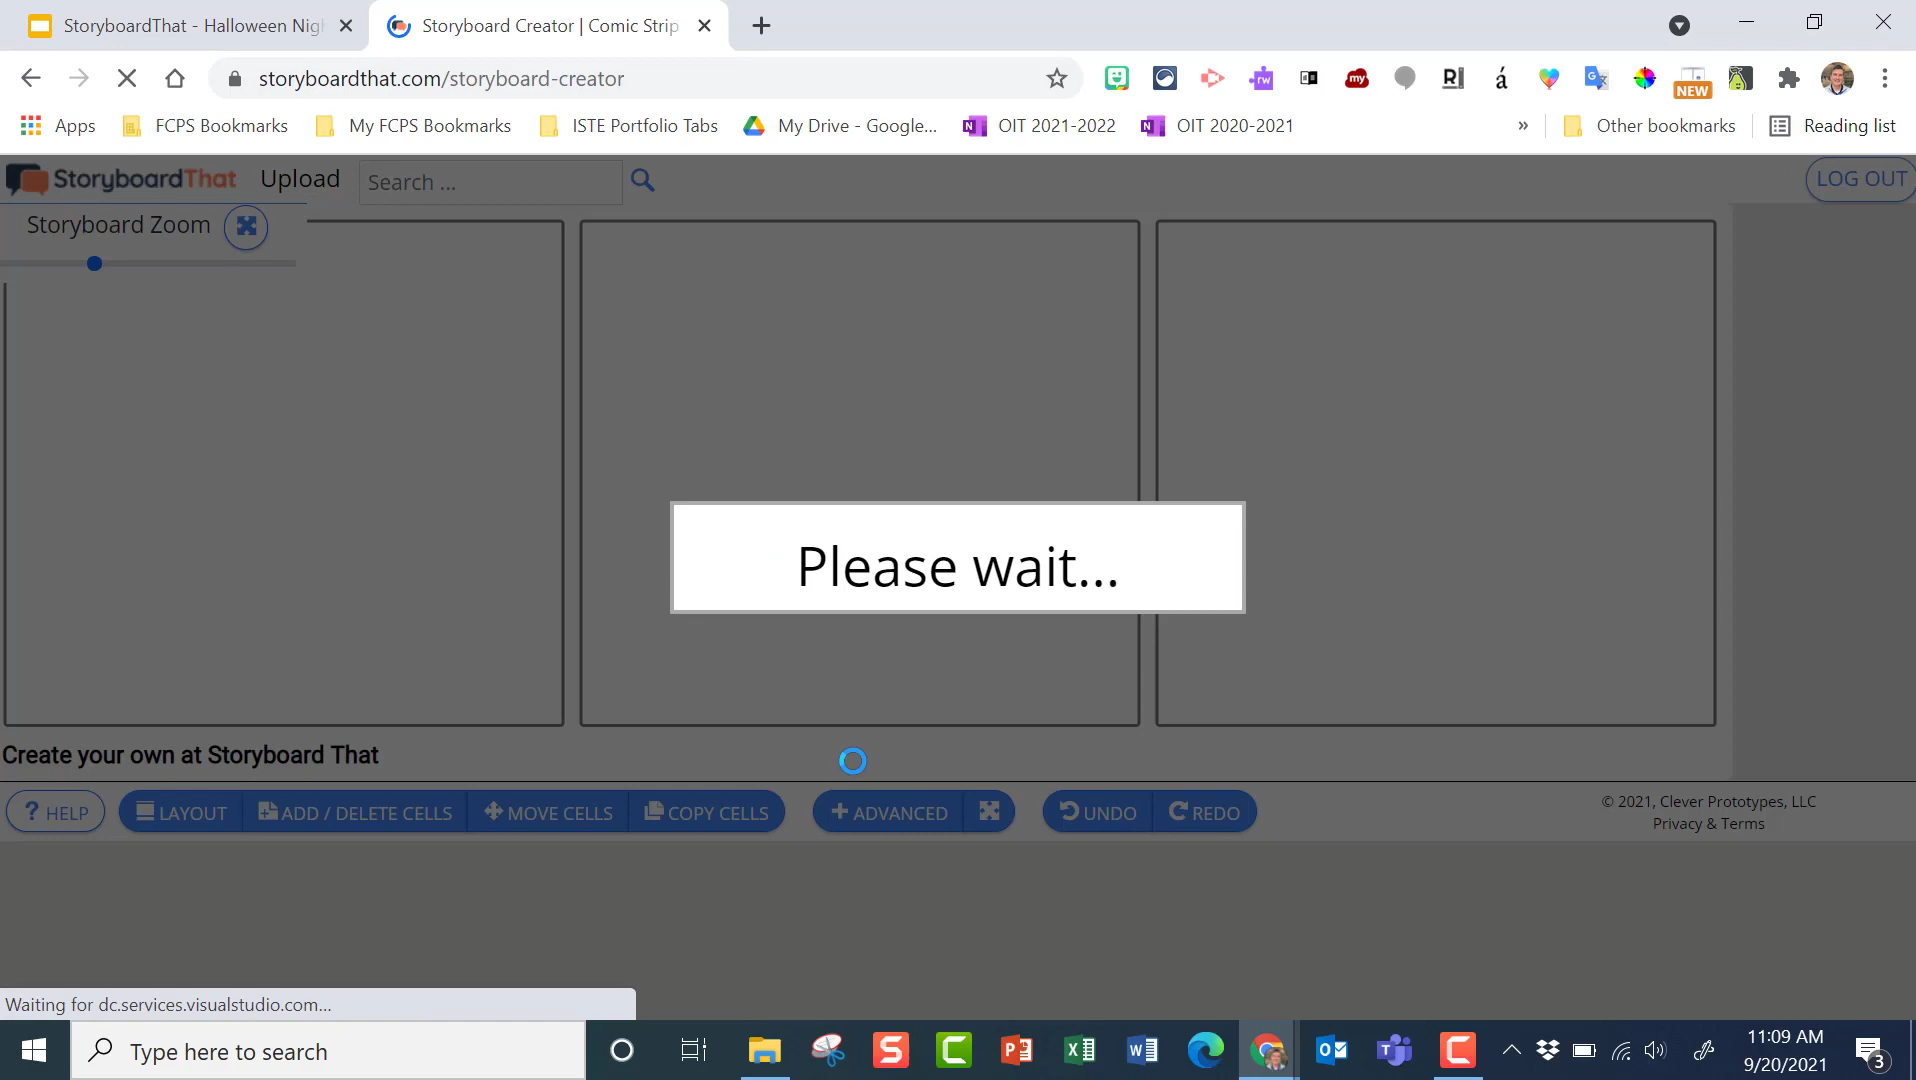 StoryboardThat - Halloween Nigh
Storyboard Creator | Comic Strip
storyboardthat.com/storyboard-creator
rw
my
á
NEW
Apps
FCPS Bookmarks
My FCPS Bookmarks
ISTE Portfolio Tabs
My Drive - Google...
OIT 2021-2022
OIT 2020-2021
»
Other bookmarks
Reading list
StoryboardThat
Upload
Search ...
LOG OUT
Storyboard Zoom
Please wait...
Create your own at Storyboard That
? HELP
LAYOUT
ADD / DELETE CELLS
MOVE CELLS
COPY CELLS
ADVANCED
UNDO
REDO
© 2021, Clever Prototypes, LLC
Privacy & Terms
Waiting for dc.services.visualstudio.com...
Type here to search
11:09 AM
9/20/2021
3